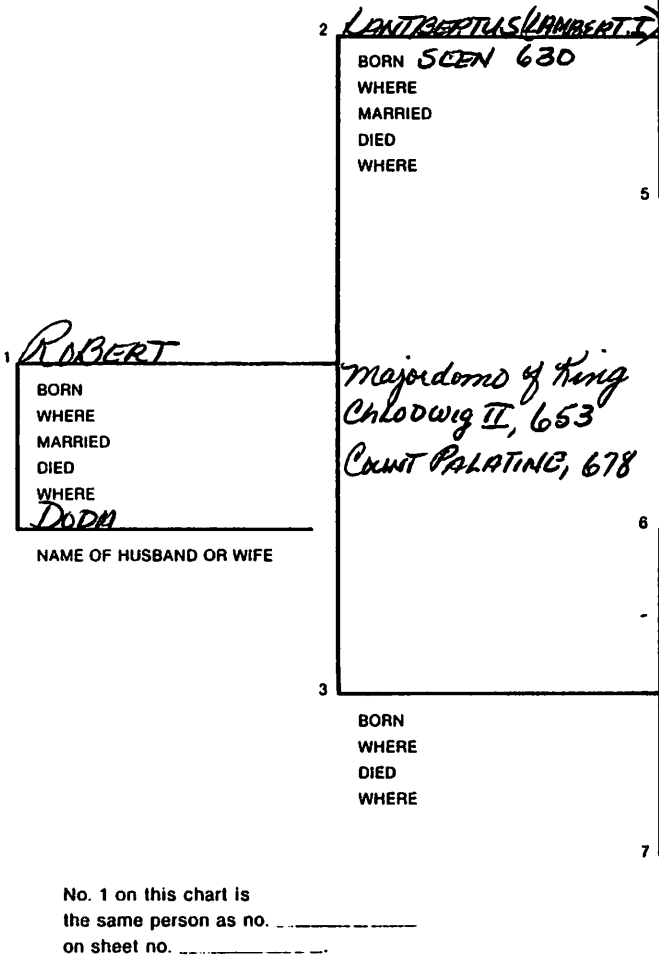 2 LANTBERTUS (LAMBERT I)
BORN SEEN 630
WHERE
MARRIED
DIED
WHERE
5
1 ROBERT
BORN
WHERE
MARRIED
DIED
WHERE
DODA
NAME OF HUSBAND OR WIFE
Majordomo of King
Chlodwig II, 653
COUNT PALATINE, 678
6
3
BORN
WHERE
DIED
WHERE
7
No. 1 on this chart is
the same person as no. ____________
on sheet no. ____________.